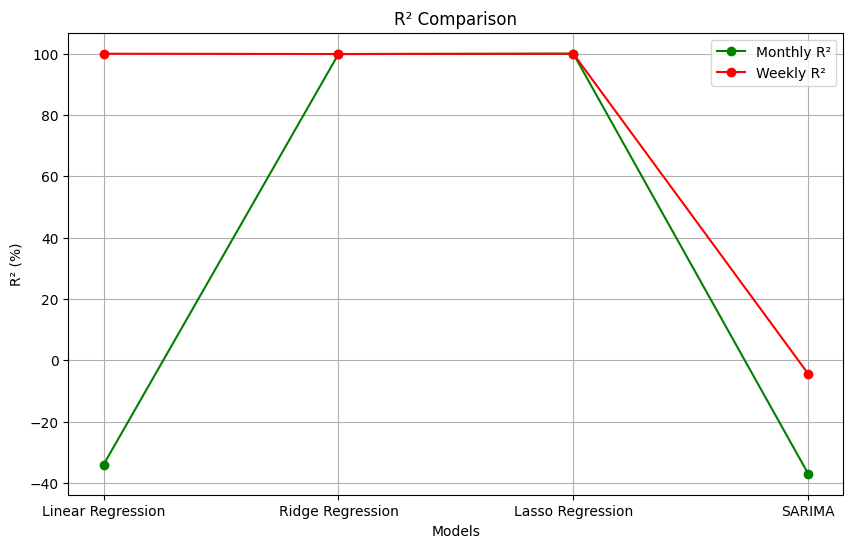 R² Comparison
Monthly R²
Weekly R²
R² (%)
100
80
60
40
20
0
−20
−40
Linear Regression
Ridge Regression
Lasso Regression
SARIMA
Models